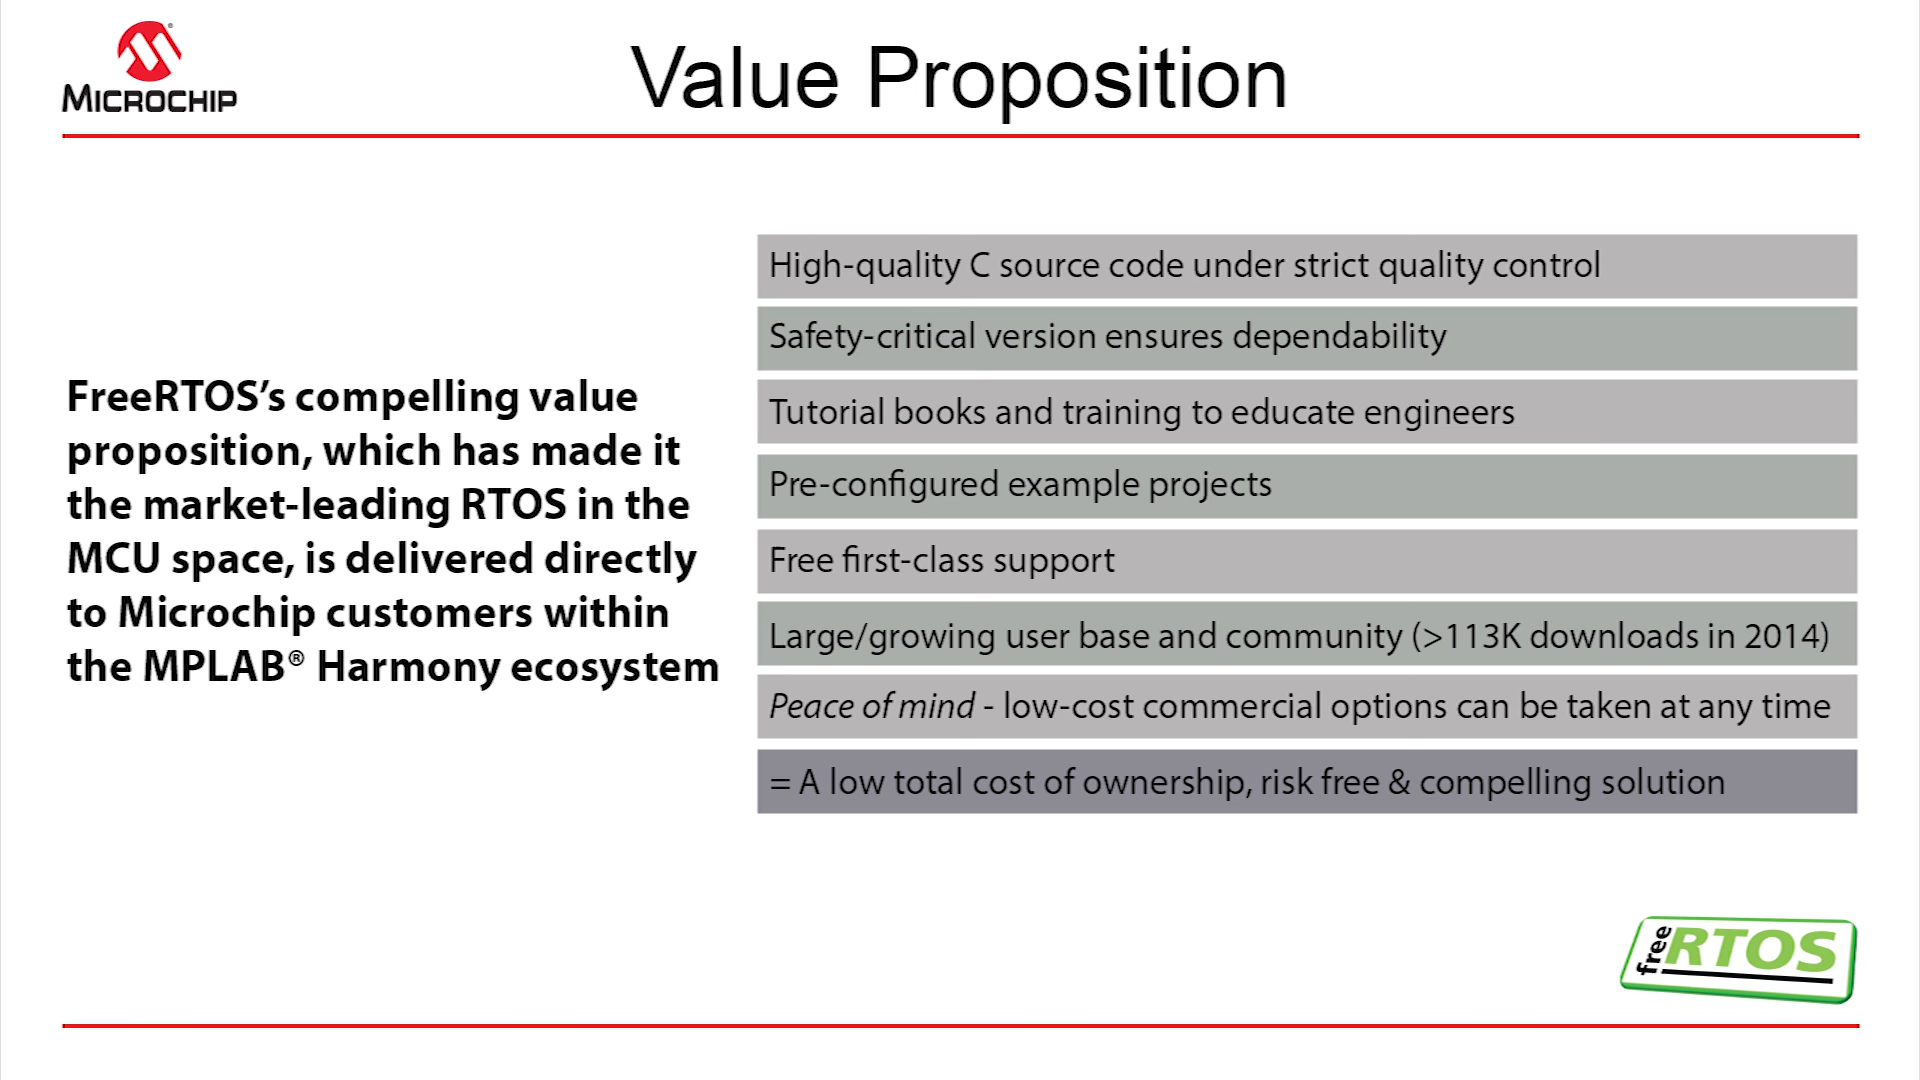 MICROCHIP
Value Proposition
FreeRTOS’s compelling value
proposition, which has made it
the market-leading RTOS in the
MCU space, is delivered directly
to Microchip customers within
the MPLAB® Harmony ecosystem
High-quality C source code under strict quality control
Safety-critical version ensures dependability
Tutorial books and training to educate engineers
Pre-configured example projects
Free first-class support
Large/growing user base and community (>113K downloads in 2014)
Peace of mind - low-cost commercial options can be taken at any time
= A low total cost of ownership, risk free & compelling solution
free RTOS